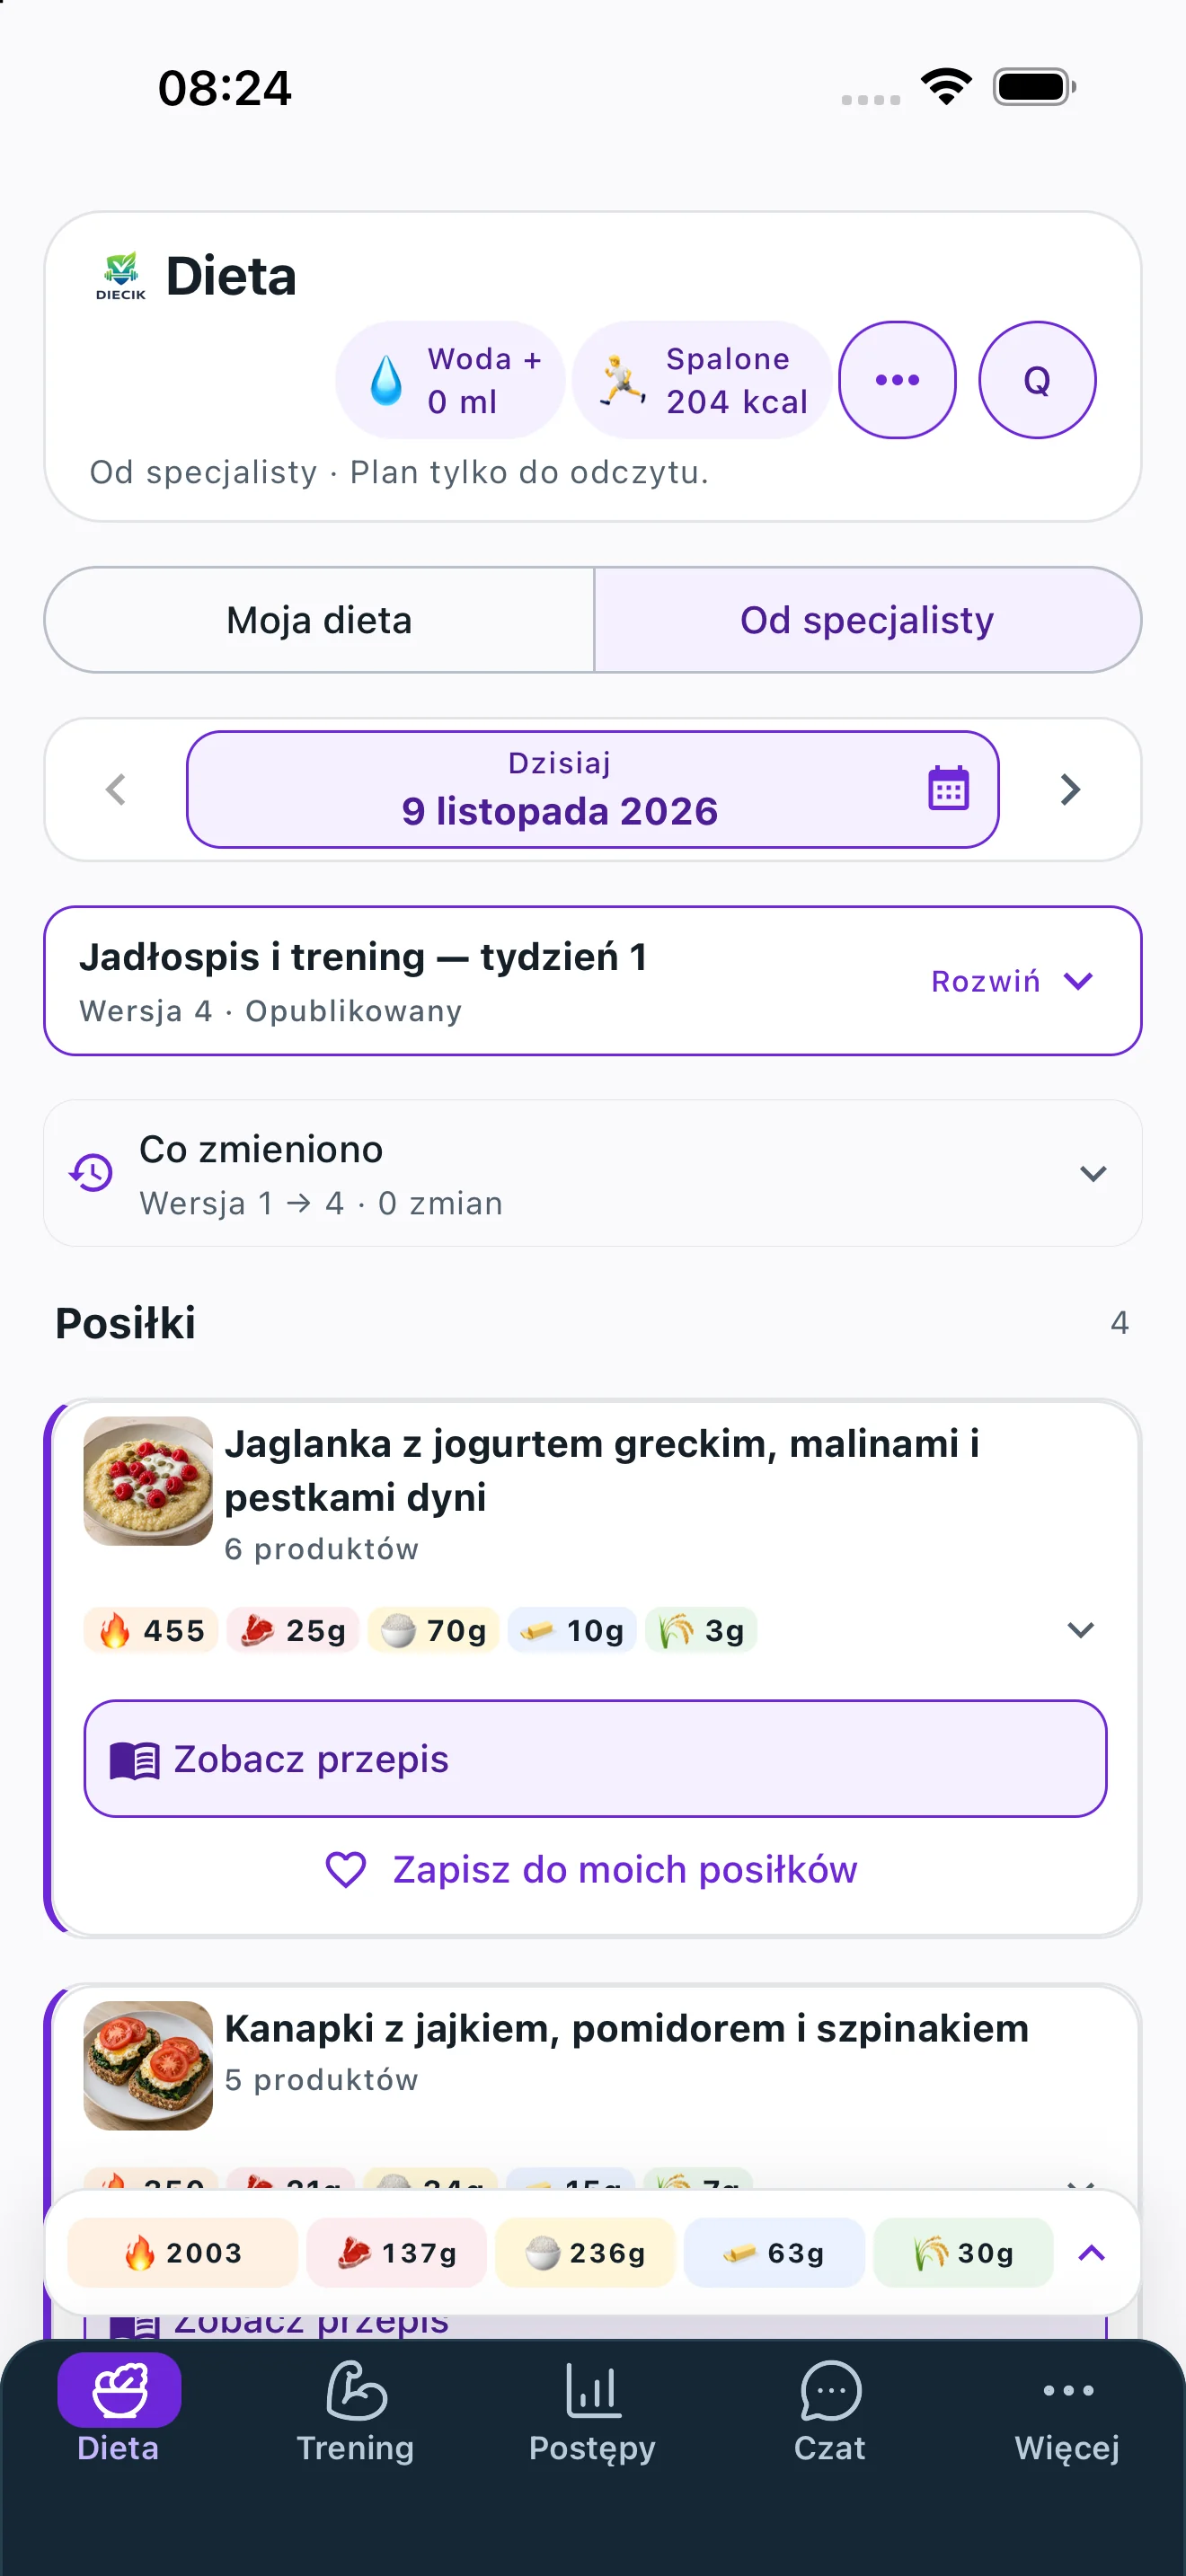 08:24
DIECIK
Dieta
Woda +
0 ml
Spalone
204 kcal
Q
Od specjalisty · Plan tylko do odczytu.
Moja dieta
Od specjalisty
Dzisiaj
9 listopada 2026
Jadłospis i trening — tydzień 1
Wersja 4 · Opublikowany
Rozwiń
Co zmieniono
Wersja 1 → 4 · 0 zmian
Posiłki
4
Jaglanka z jogurtem greckim, malinami i
pestkami dyni
6 produktów
455 25g 70g 10g 3g
Zobacz przepis
Zapisz do moich posiłków
Kanapki z jajkiem, pomidorem i szpinakiem
5 produktów
2003 137g 236g 63g 30g
Zobacz przepis
Dieta
Trening
Postępy
Czat
Więcej